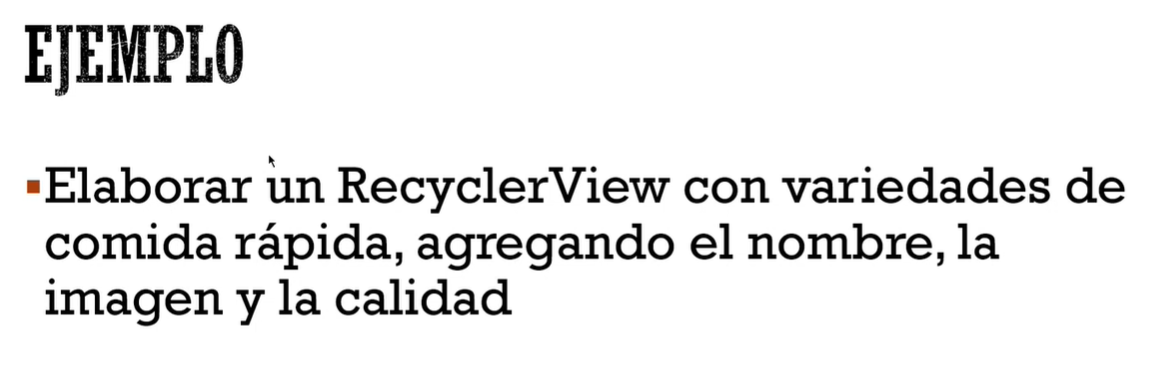 EJEMPLO
Elaborar un RecyclerView con variedades de
comida rápida, agregando el nombre, la
imagen y la calidad